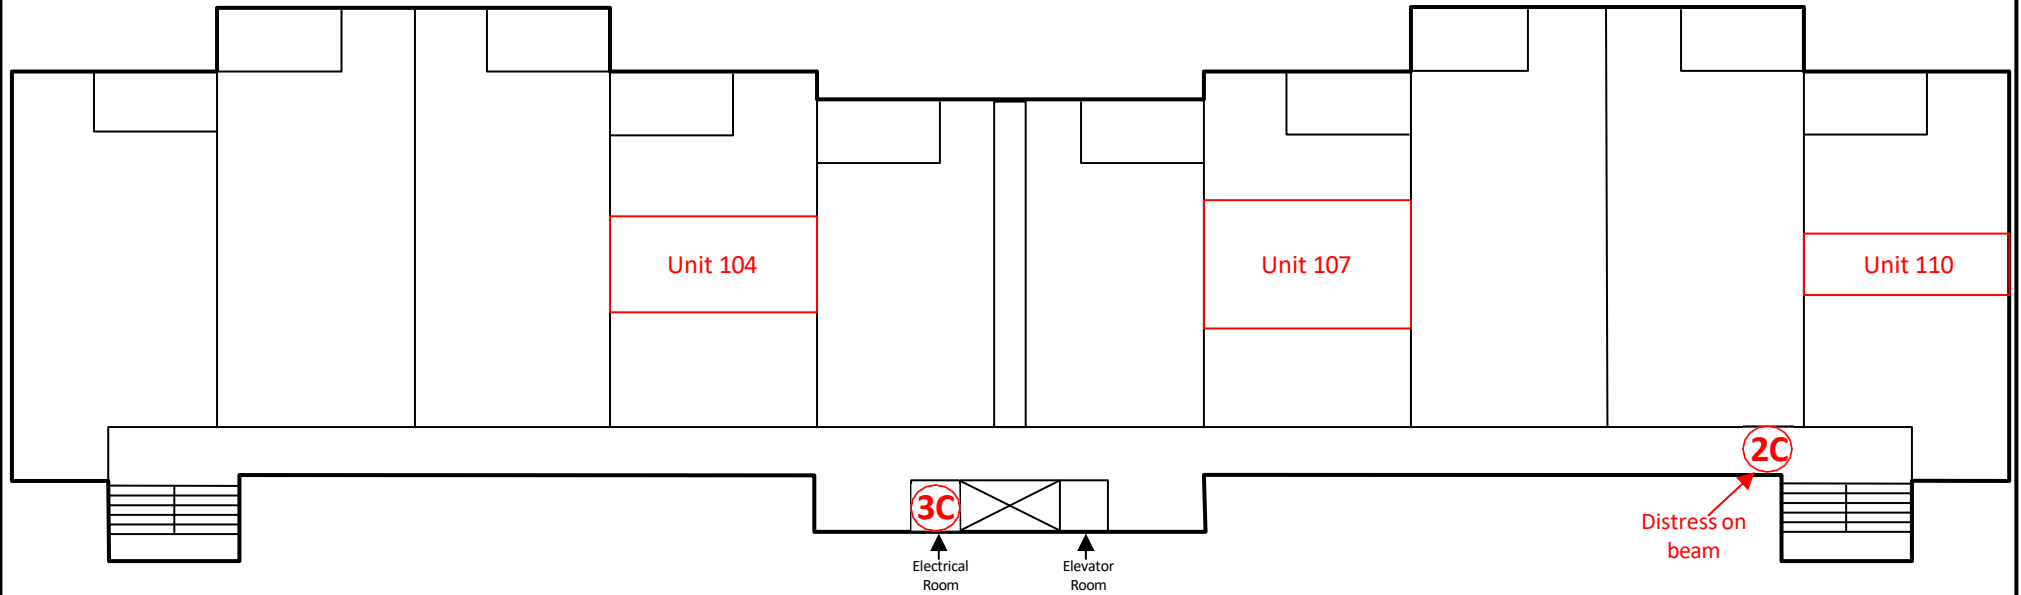 Unit 104
Unit 107
Unit 110
2C
3C
Distress on
beam
Electrical
Room
Elevator
Room